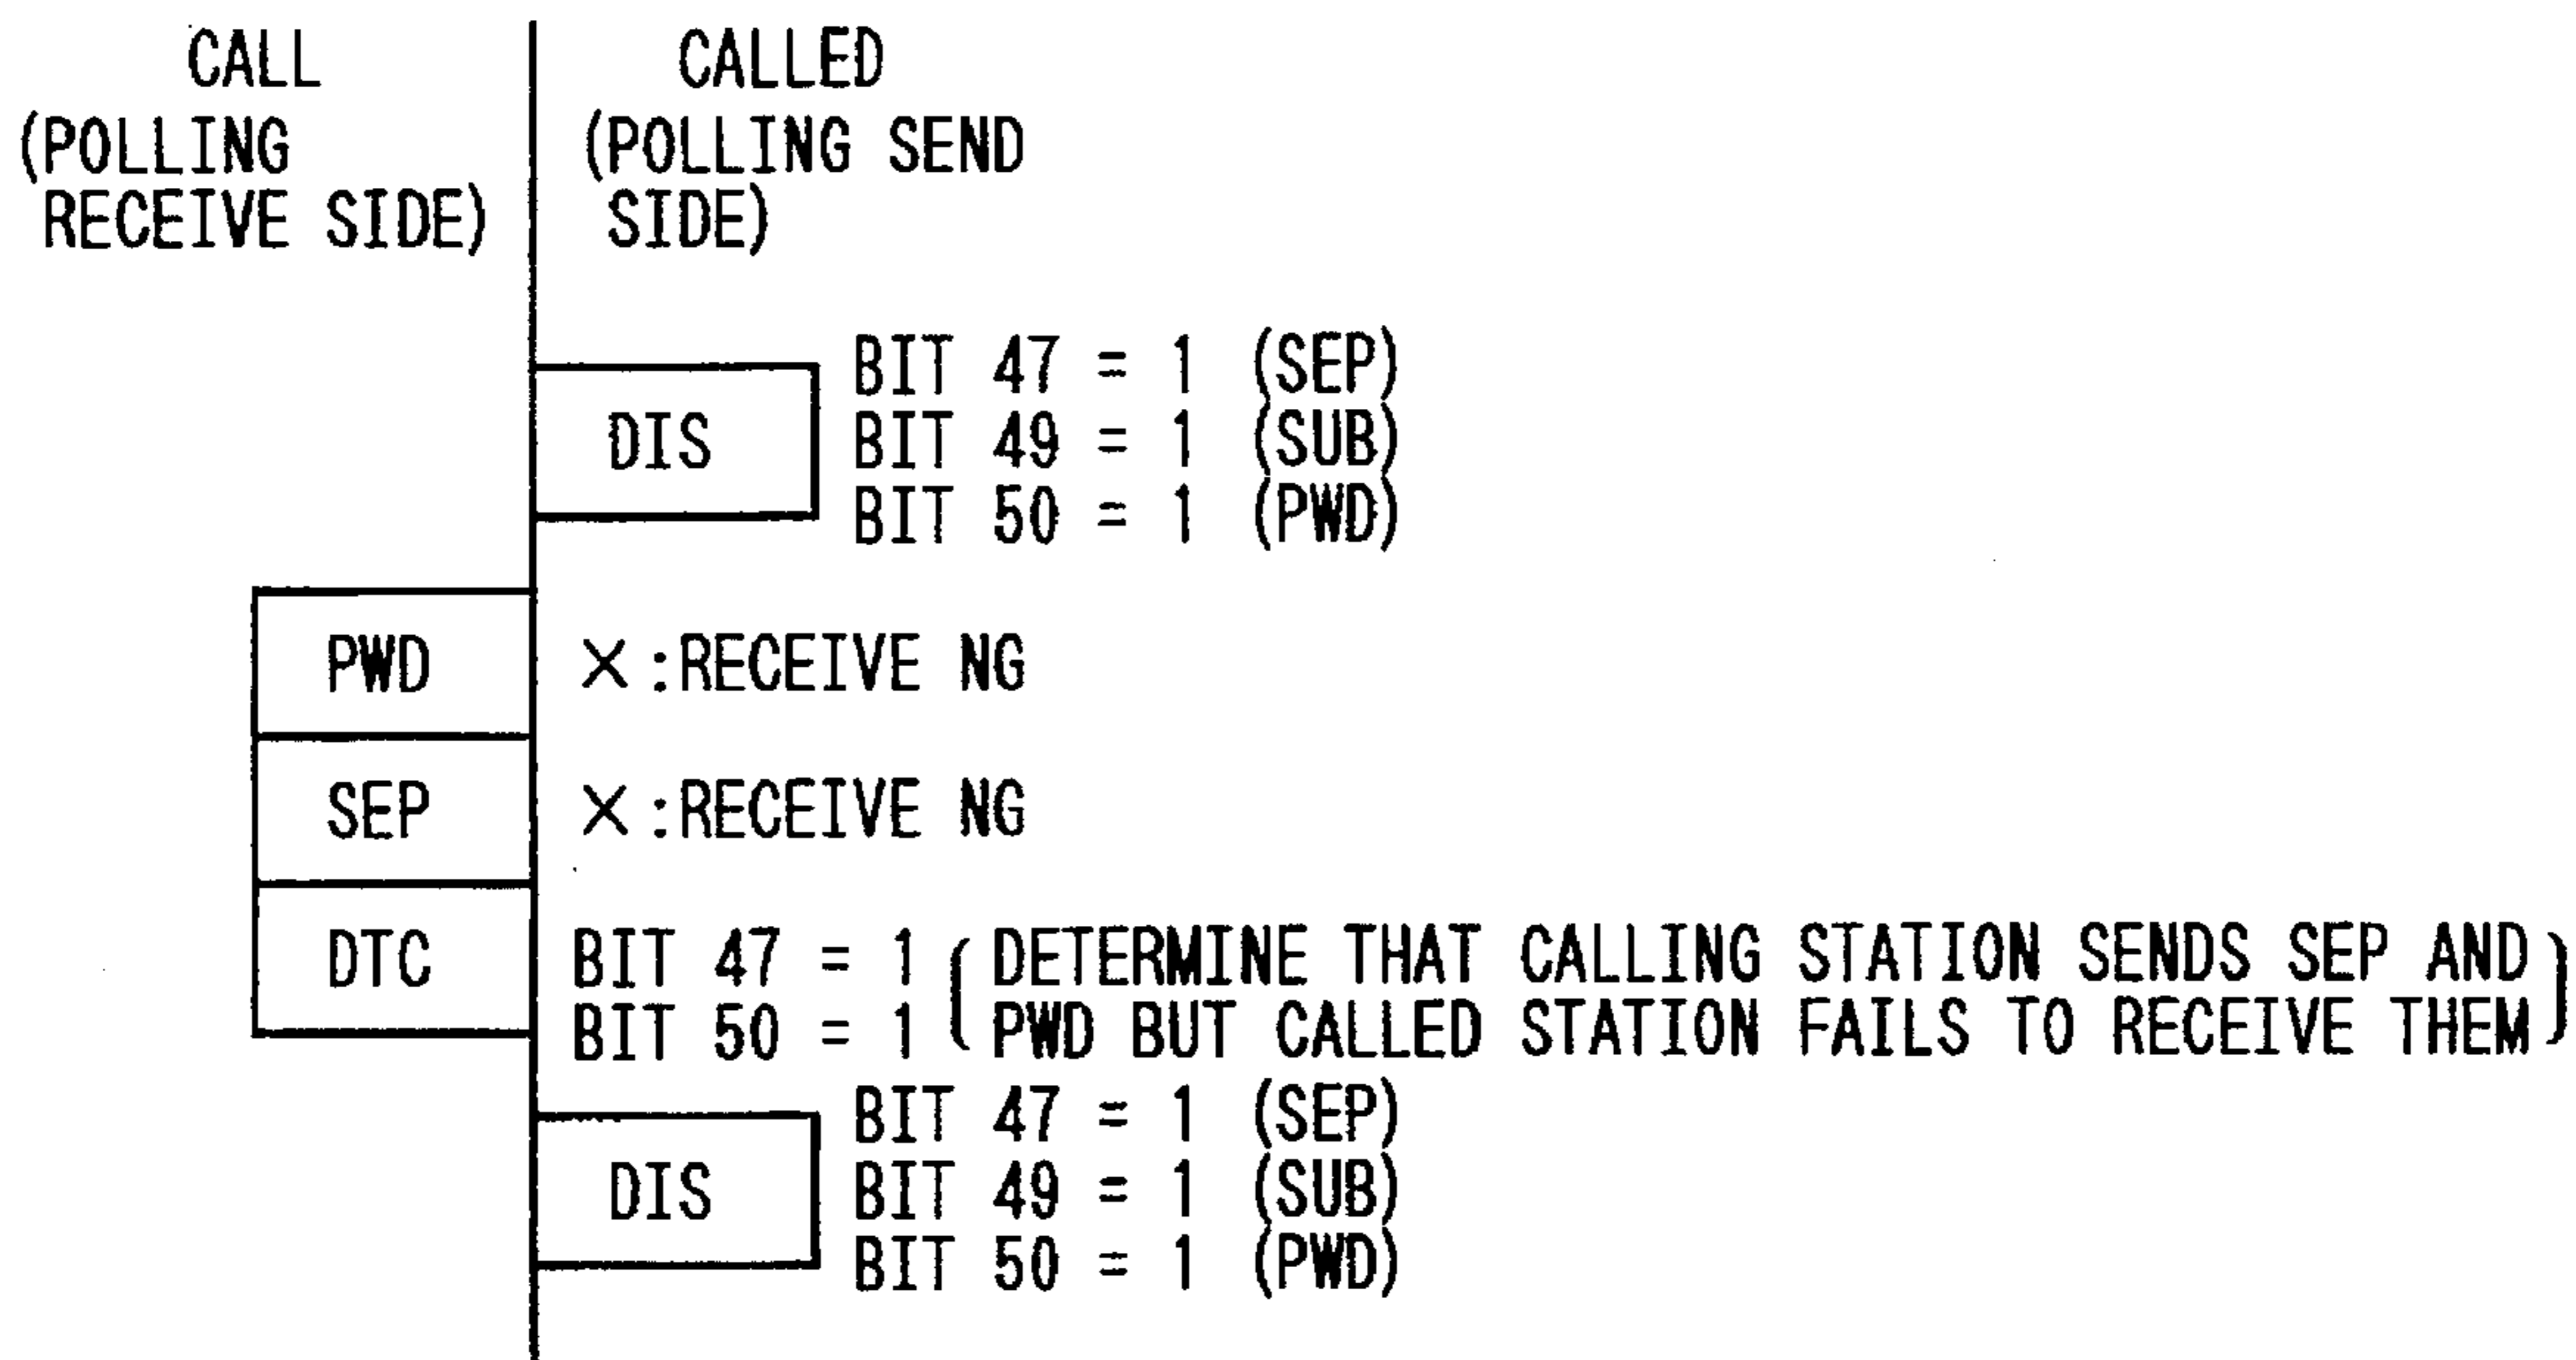 CALL
(POLLING
RECEIVE SIDE)
CALLED
(POLLING SEND
SIDE)
DIS
BIT 47 = 1 (SEP)
BIT 49 = 1 (SUB)
BIT 50 = 1 (PWD)
PWD
×:RECEIVE NG
SEP
×:RECEIVE NG
DTC
BIT 47 = 1
BIT 50 = 1
(DETERMINE THAT CALLING STATION SENDS SEP AND
PWD BUT CALLED STATION FAILS TO RECEIVE THEM)
DIS
BIT 47 = 1 (SEP)
BIT 49 = 1 (SUB)
BIT 50 = 1 (PWD)